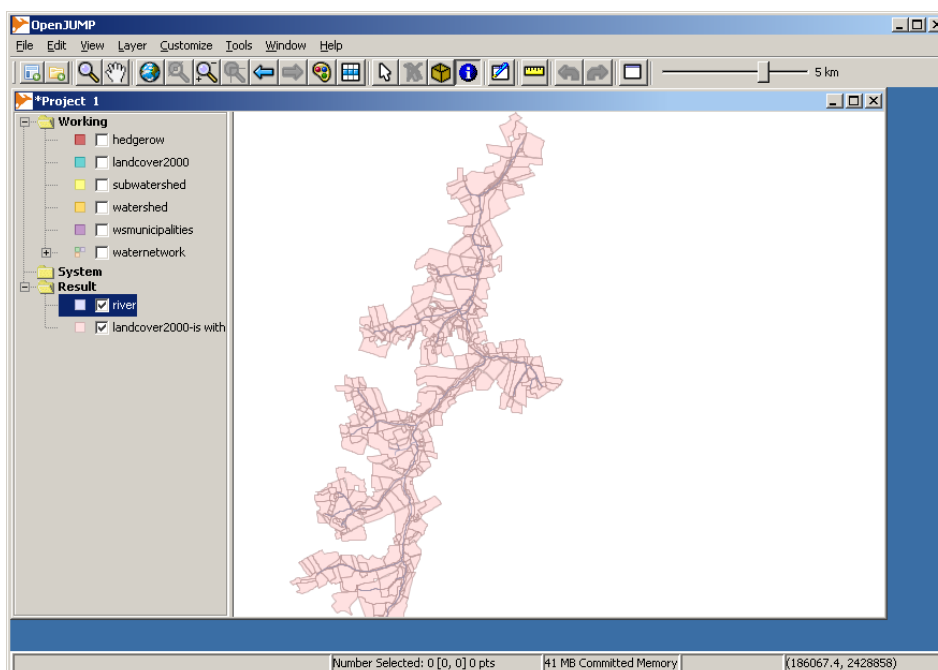 OpenJUMP
File Edit View Layer Customize Tools Window Help
5 km
*Project 1
Working
hedgerow
landcover2000
subwatershed
watershed
wsmunicipalities
waternetwork
System
Result
river
landcover2000-is with
Number Selected: 0 [0, 0] 0 pts 41 MB Committed Memory (186067.4, 2428858)